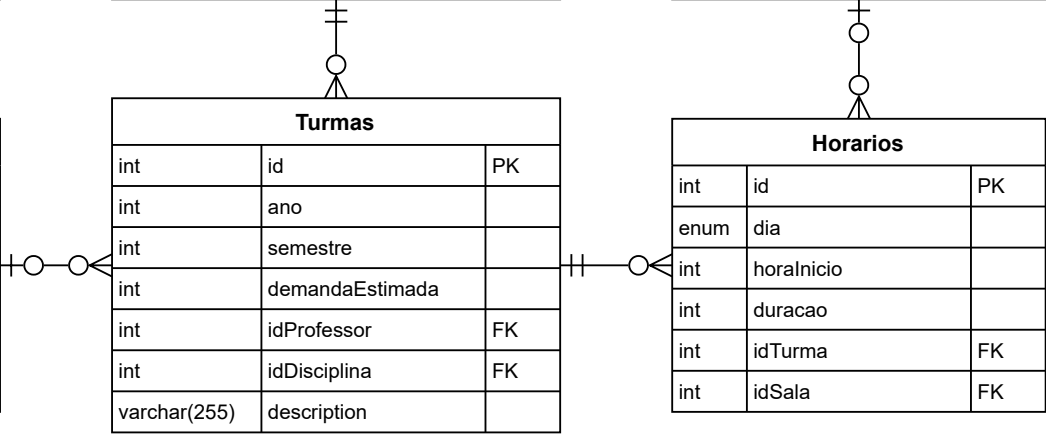 Turmas
int id PK
int ano
int semestre
int demandaEstimada
int idProfessor FK
int idDisciplina FK
varchar(255) description
Horarios
int id PK
enum dia
int horaInicio
int duracao
int idTurma FK
int idSala FK